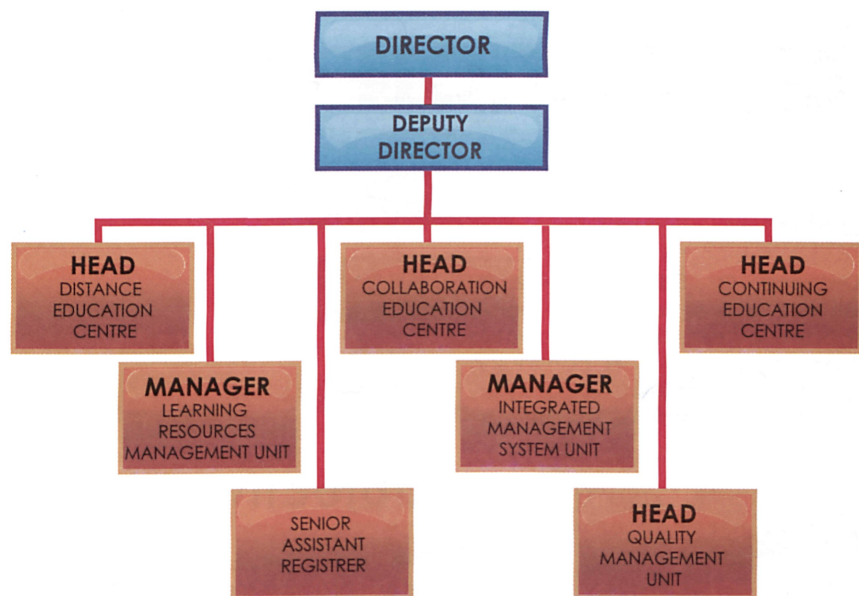 DIRECTOR
DEPUTY
DIRECTOR
HEAD
DISTANCE
EDUCATION
CENTRE
HEAD
COLLABORATION
EDUCATION
CENTRE
HEAD
CONTINUING
EDUCATION
CENTRE
MANAGER
LEARNING
RESOURCES
MANAGEMENT UNIT
MANAGER
INTEGRATED
MANAGEMENT
SYSTEM UNIT
SENIOR
ASSISTANT
REGISTRER
HEAD
QUALITY
MANAGEMENT
UNIT